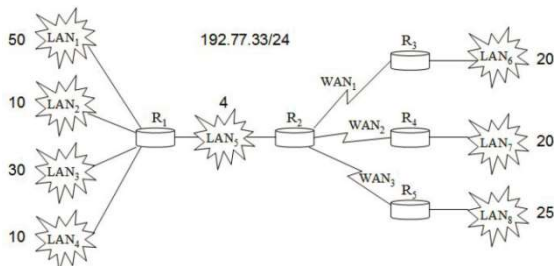 50 LAN1
192.77.33/24
R3
LAN6 20
WAN1
10 LAN2
4
R1
LAN5
R2
WAN2
R4
LAN7 20
30 LAN3
WAN3
R5
LAN8 25
10 LAN4